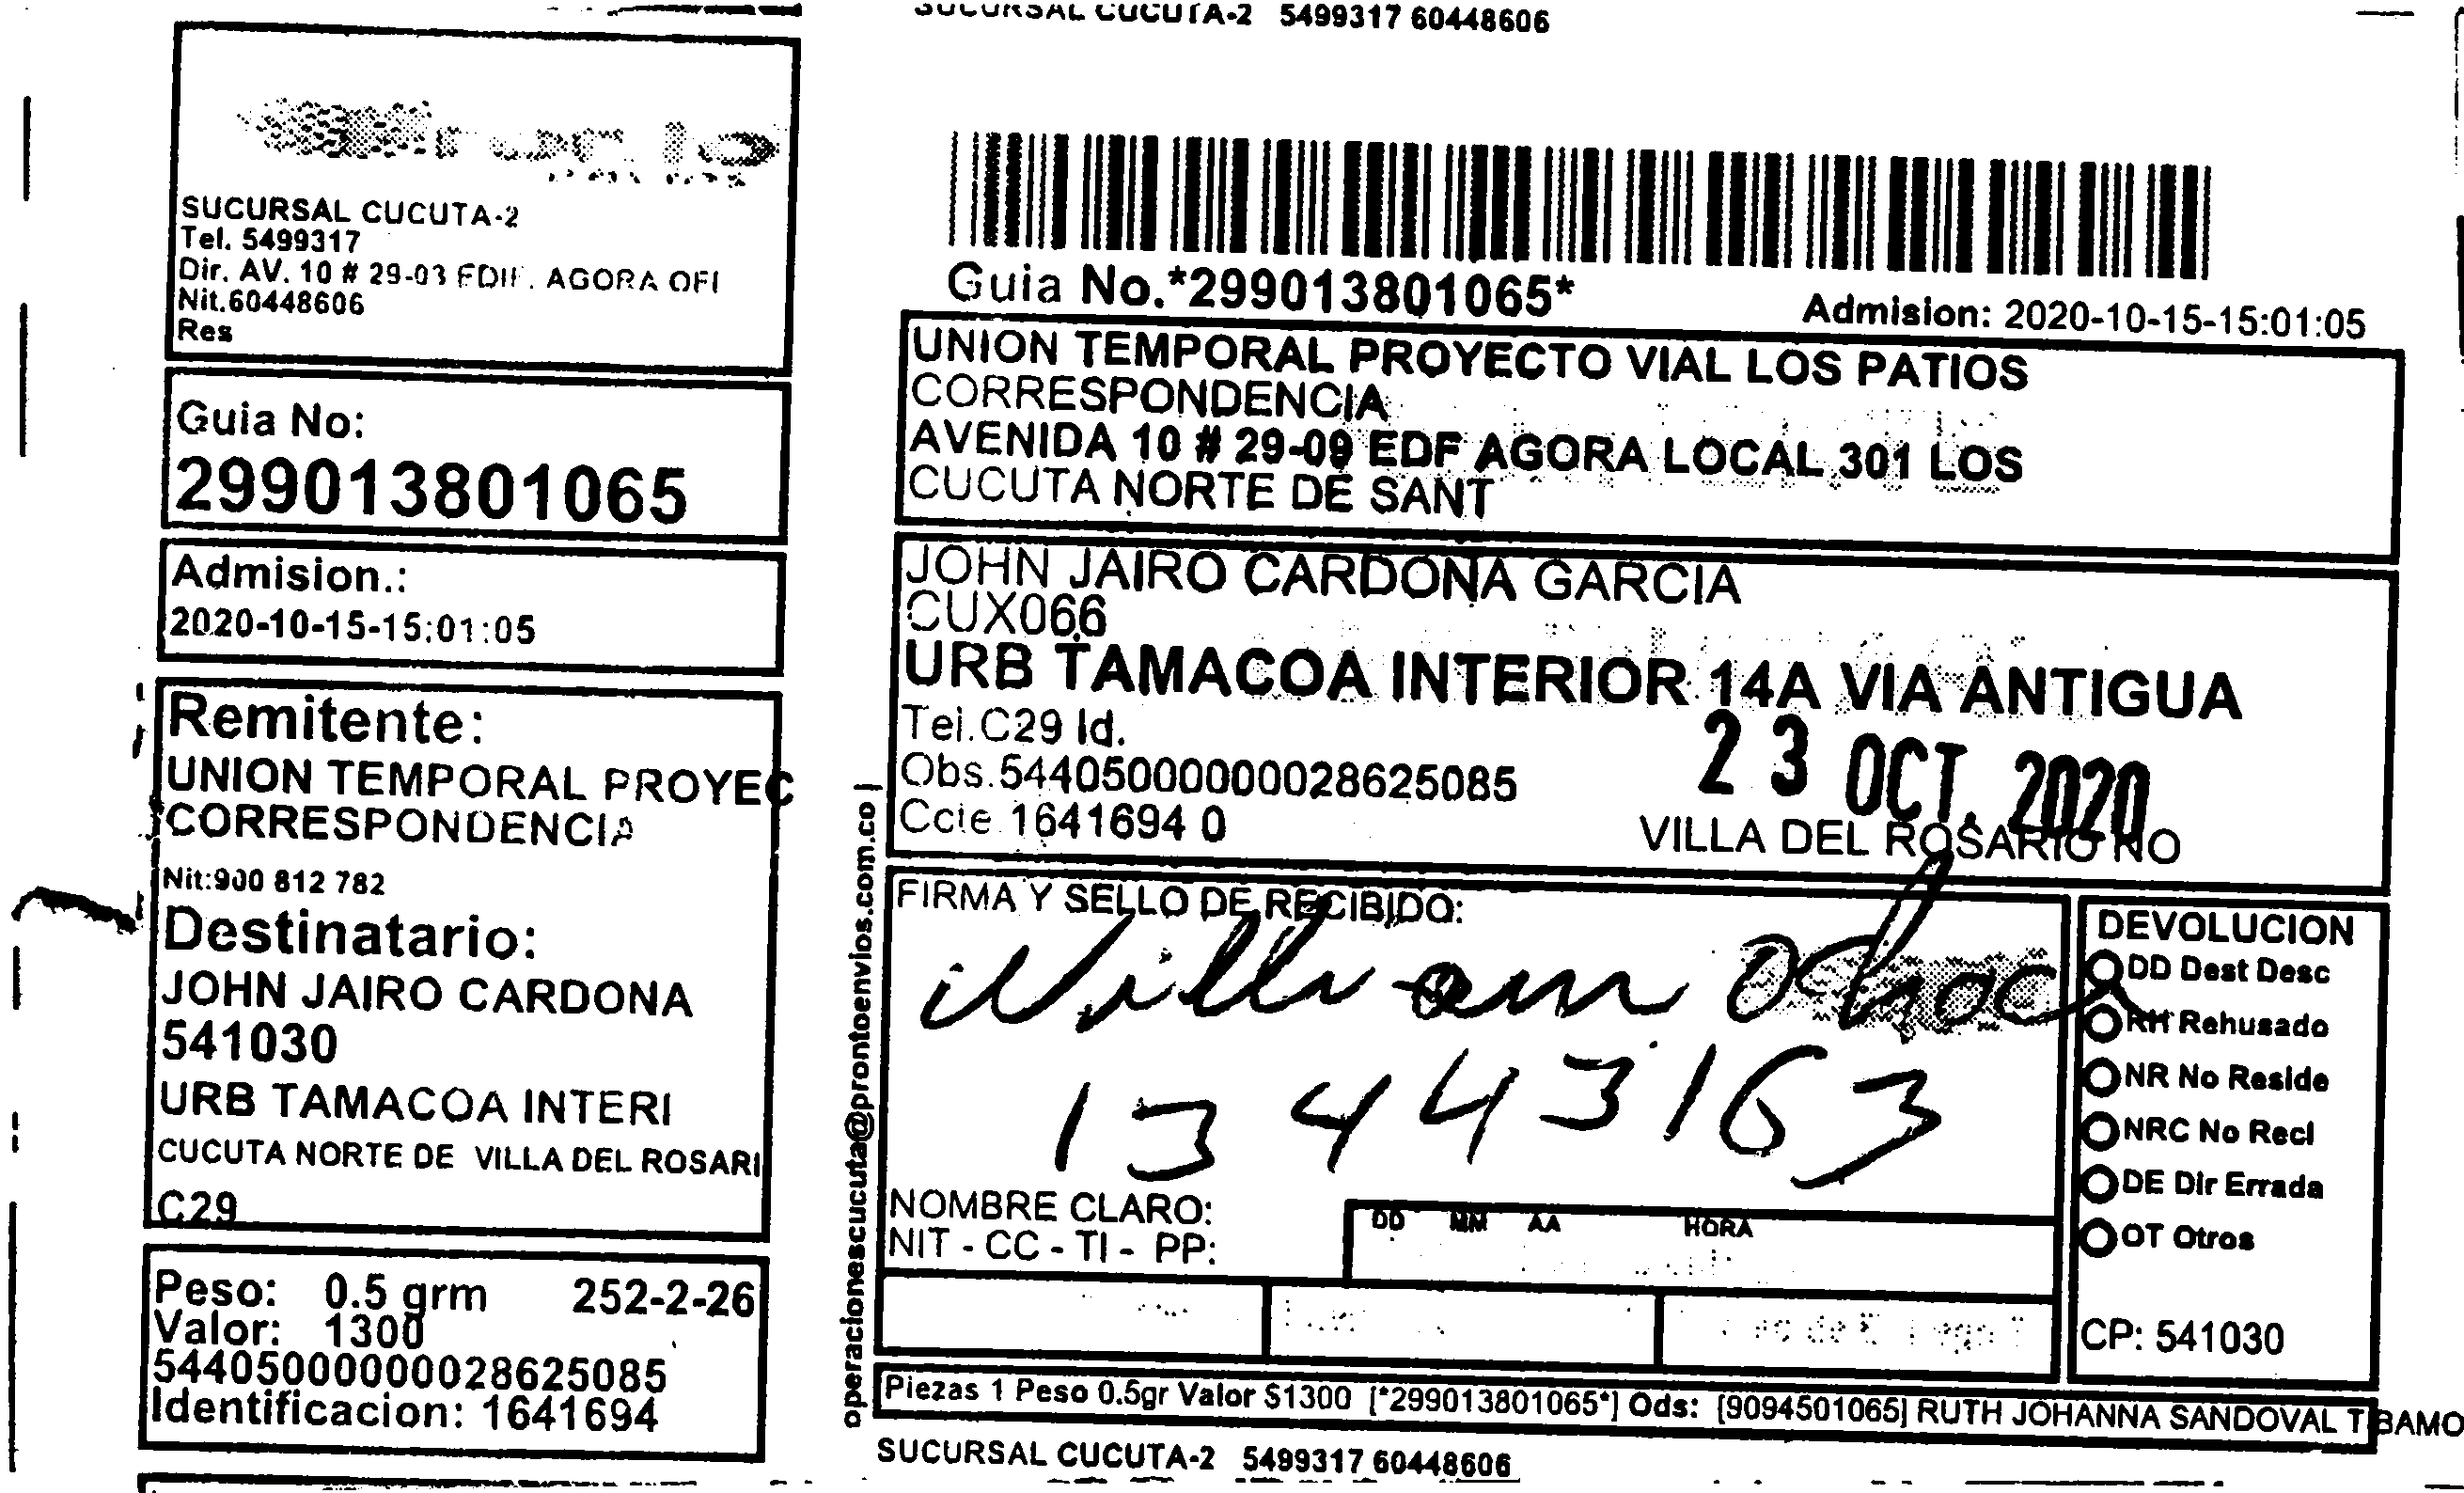 SUCURSAL CUCUTA-2 5499317 60448606
SUCURSAL CUCUTA-2
Tel. 5499317
Dir. AV. 10 # 29-03 EDIF. AGORA OFI
Nit.60448606
Res
Guia No:
299013801065
Admision.:
2020-10-15-15:01:05
Remitente:
UNION TEMPORAL PROYEC
CORRESPONDENCIA
Nit:900 812 782
Destinatario:
JOHN JAIRO CARDONA
541030
URB TAMACOA INTERI
CUCUTA NORTE DE VILLA DEL ROSARI
C29
Peso: 0.5 grm 252-2-26
Valor: 1300
544050000000028625085
Identificacion: 1641694
operacionescucuta@prontoenvios.com.co |
Guia No.*299013801065*
Admision: 2020-10-15-15:01:05
UNION TEMPORAL PROYECTO VIAL LOS PATIOS
CORRESPONDENCIA
AVENIDA 10 # 29-09 EDF AGORA LOCAL 301 LOS
CUCUTA NORTE DE SANT
JOHN JAIRO CARDONA GARCIA
CUX066
URB TAMACOA INTERIOR 14A VIA ANTIGUA
Tel.C29 Id.
23 OCT. 2020
Obs.544050000000028625085
Ccte 1641694 0
VILLA DEL ROSARIO NO
FIRMA Y SELLO DE RECIBIDO:
William Ochoa
13443163
NOMBRE CLARO:
NIT - CC - TI - PP:
DD MM AA HORA
DEVOLUCION
DD Dest Desc
RH Rehusado
NR No Reside
NRC No Recl
DE Dir Errada
OT Otros
CP: 541030
Piezas 1 Peso 0.5gr Valor $1300 [*299013801065*] Ods: [9094501065] RUTH JOHANNA SANDOVAL TIBAMO
SUCURSAL CUCUTA-2 5499317 60448606